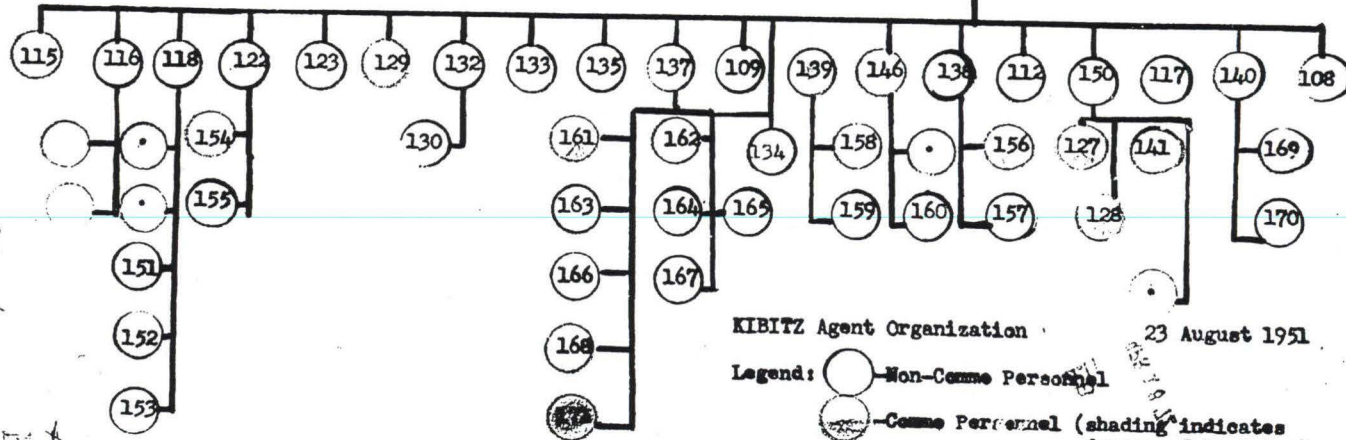 115 116 118 122 123 129 132 133 135 137 109 139 146 138 112 150 117 140 108
154 130 161 162 134 158 156 127 141 169
155 163 164 165 159 160 157 128 170
151 166 167
152 168
153
KIBITZ Agent Organization 23 August 1951
Legend: Non-Commo Personnel
Commo Personnel (shading indicates